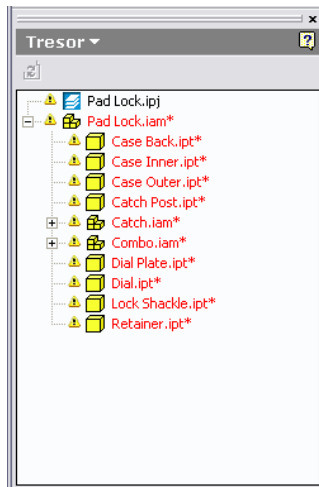 Tresor
Pad Lock.ipj
Pad Lock.iam*
Case Back.ipt*
Case Inner.ipt*
Case Outer.ipt*
Catch Post.ipt*
Catch.iam*
Combo.iam*
Dial Plate.ipt*
Dial.ipt*
Lock Shackle.ipt*
Retainer.ipt*